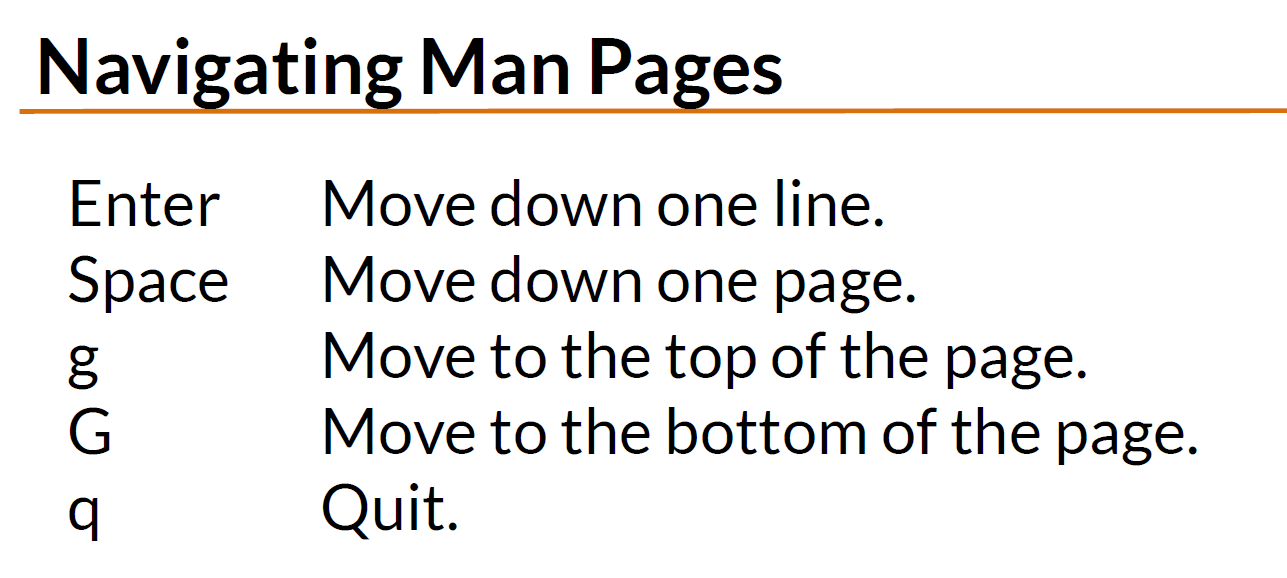 Navigating Man Pages
Enter Move down one line.
Space Move down one page.
g Move to the top of the page.
G Move to the bottom of the page.
q Quit.